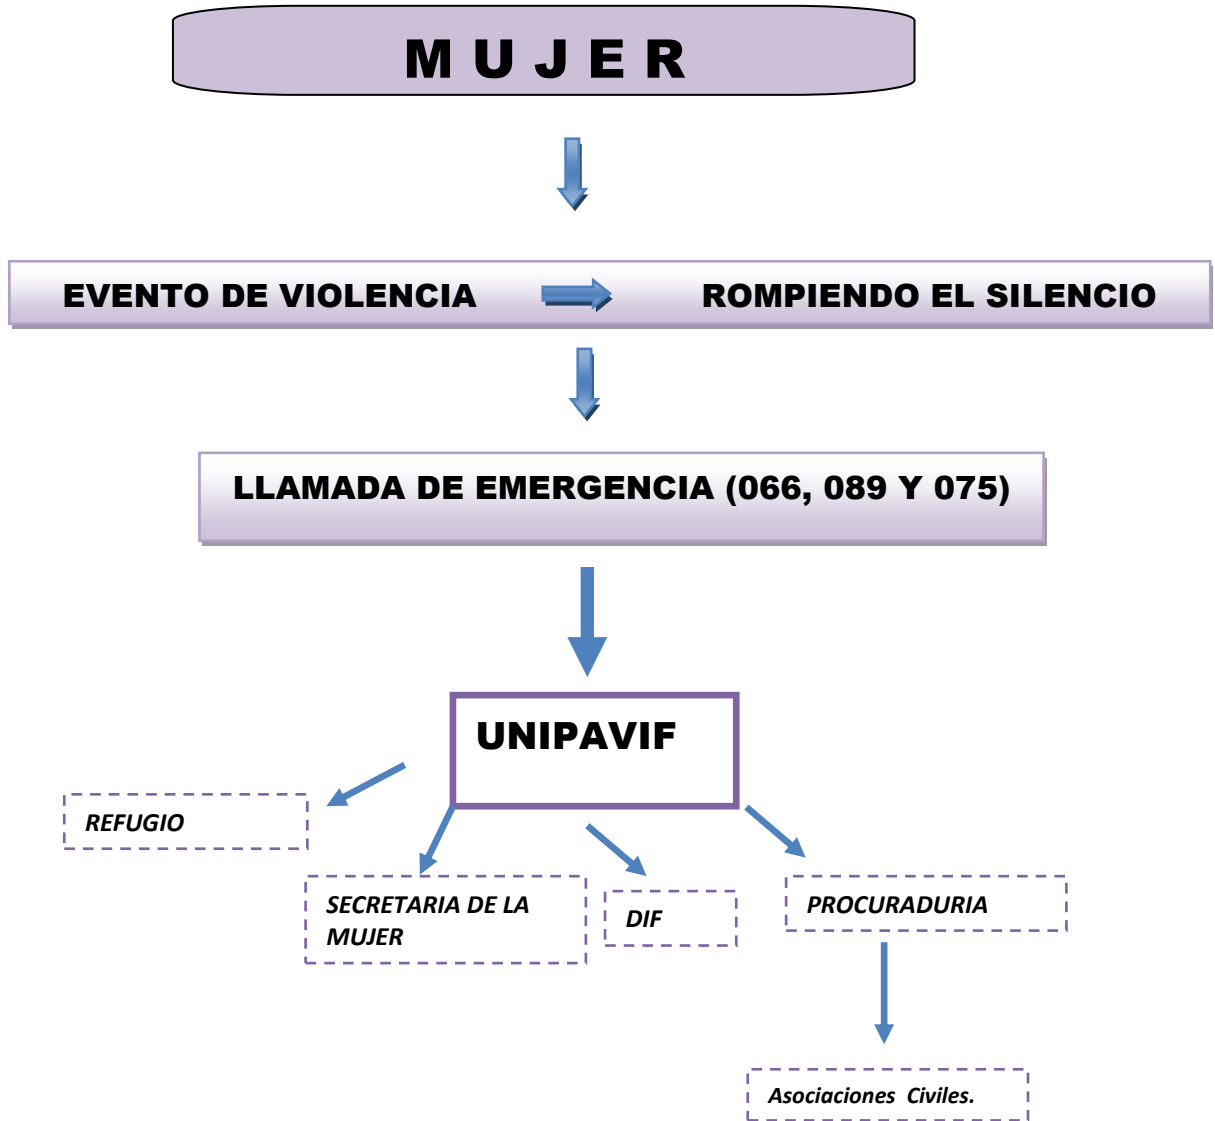 M U J E R
EVENTO DE VIOLENCIA
ROMPIENDO EL SILENCIO
LLAMADA DE EMERGENCIA (066, 089 Y 075)
UNIPAVIF
REFUGIO
SECRETARIA DE LA
MUJER
DIF
PROCURADURIA
Asociaciones Civiles.